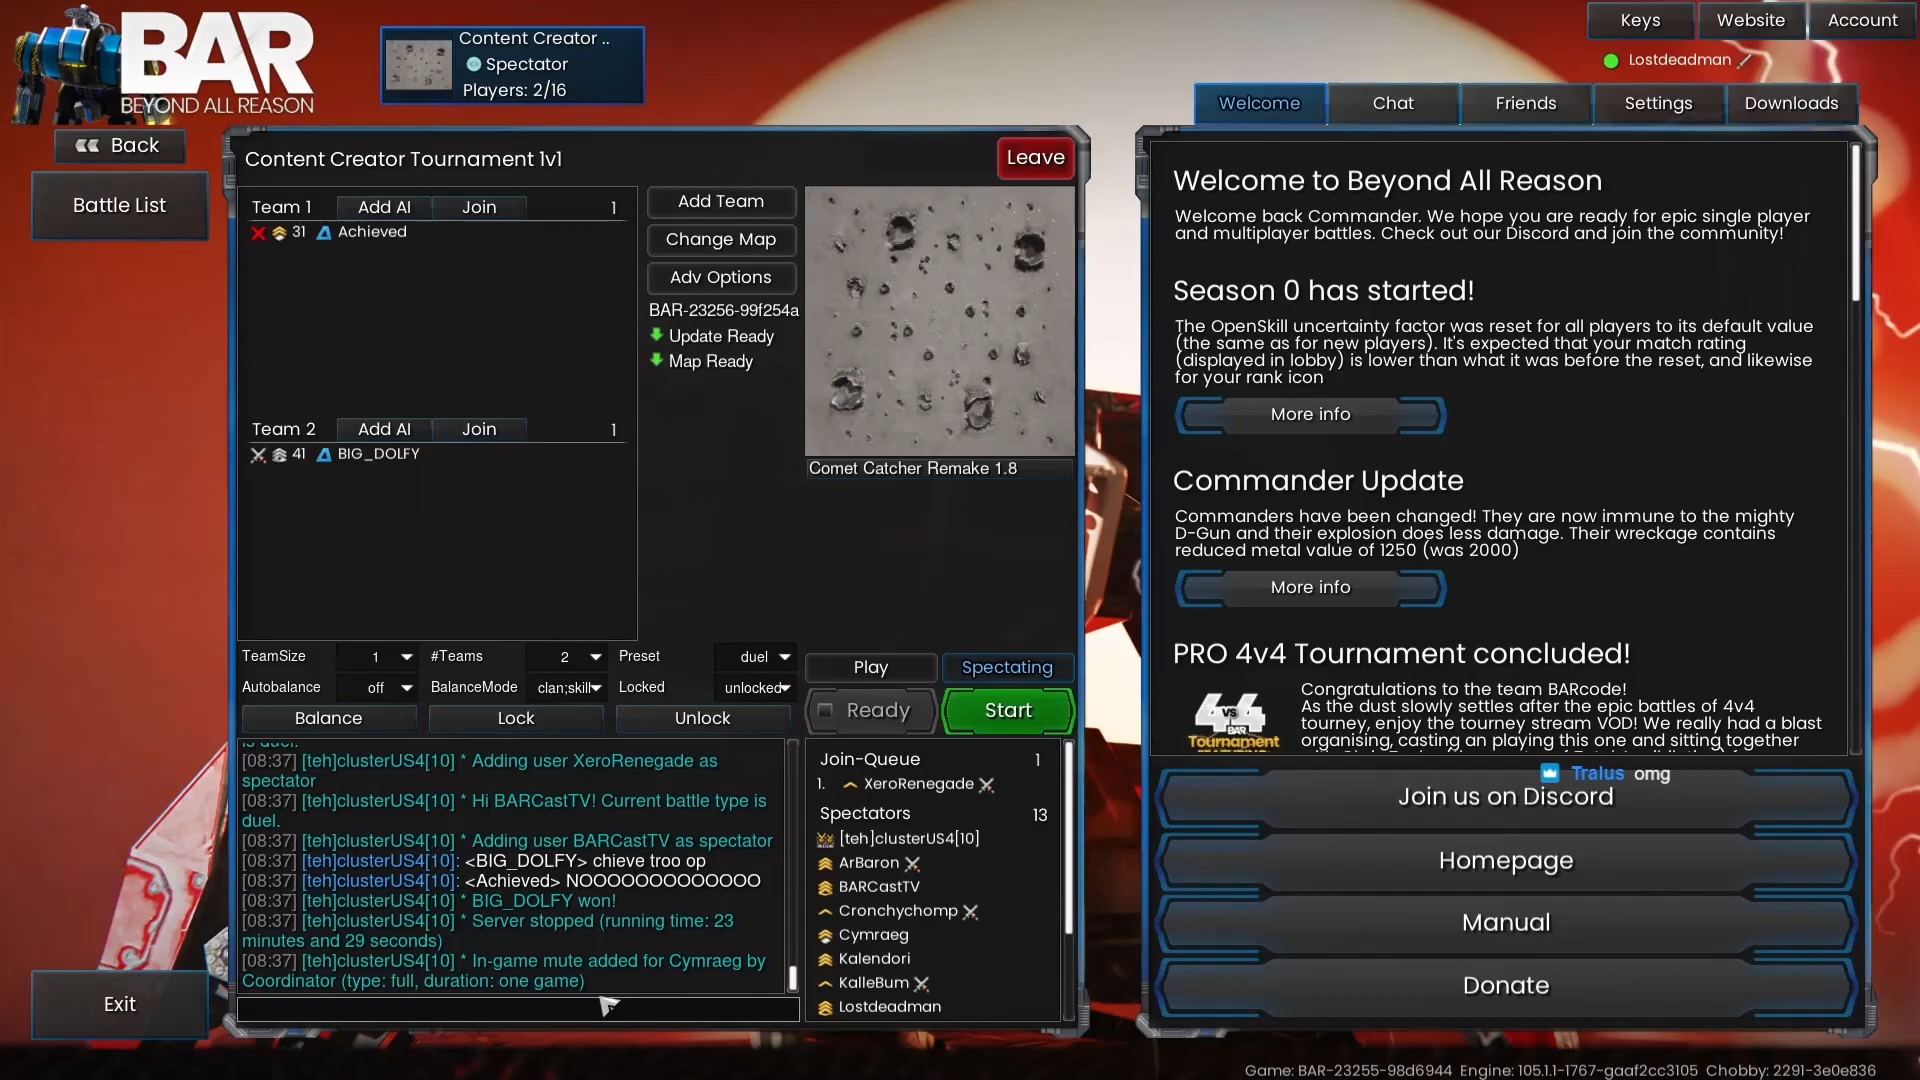 BAR
BEYOND ALL REASON
Content Creator ..
Spectator
Players: 2/16
Keys
Website
Account
Lostdeadman
Welcome
Chat
Friends
Settings
Downloads
Back
Battle List
Exit
Content Creator Tournament 1v1
Leave
Team 1
Add AI
Join
1
31 Achieved
Team 2
Add AI
Join
1
41 BIG_DOLFY
Add Team
Change Map
Adv Options
BAR-23256-99f254a
Update Ready
Map Ready
Comet Catcher Remake 1.8
TeamSize 1 #Teams 2 Preset duel
Autobalance off BalanceMode clan;skill Locked unlocked
Balance
Lock
Unlock
Play
Spectating
Ready
Start
is duel.
[08:37] [teh]clusterUS4[10] * Adding user XeroRenegade as
spectator
[08:37] [teh]clusterUS4[10] * Hi BARCastTV! Current battle type is
duel.
[08:37] [teh]clusterUS4[10] * Adding user BARCastTV as spectator
[08:37] [teh]clusterUS4[10]: <BIG_DOLFY> chieve troo op
[08:37] [teh]clusterUS4[10]: <Achieved> NOOOOOOOOOOOOO
[08:37] [teh]clusterUS4[10] * BIG_DOLFY won!
[08:37] [teh]clusterUS4[10] * Server stopped (running time: 23
minutes and 29 seconds)
[08:37] [teh]clusterUS4[10] * In-game mute added for Cymraeg by
Coordinator (type: full, duration: one game)
Join-Queue 1
1. XeroRenegade
Spectators 13
[teh]clusterUS4[10]
ArBaron
BARCastTV
Cronchychomp
Cymraeg
Kalendori
KalleBum
Lostdeadman
Welcome to Beyond All Reason
Welcome back Commander. We hope you are ready for epic single player
and multiplayer battles. Check out our Discord and join the community!
Season 0 has started!
The OpenSkill uncertainty factor was reset for all players to its default value
(the same as for new players). It's expected that your match rating
(displayed in lobby) is lower than what it was before the reset, and likewise
for your rank icon
More info
Commander Update
Commanders have been changed! They are now immune to the mighty
D-Gun and their explosion does less damage. Their wreckage contains
reduced metal value of 1250 (was 2000)
More info
PRO 4v4 Tournament concluded!
4 VS 4
BAR
Tournament
Congratulations to the team BARcode!
As the dust slowly settles after the epic battles of 4v4
tourney, enjoy the tourney stream VOD! We really had a blast
organising, casting an playing this one and sitting together
Tralus omg
Join us on Discord
Homepage
Manual
Donate
Game: BAR-23255-98d6944 Engine: 105.1.1-1767-gaaf2cc3105 Chobby: 2291-3e0e836